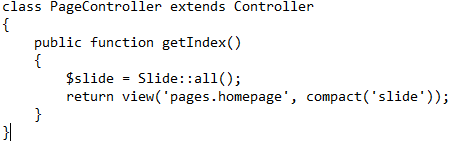 class PageController extends Controller
{
    public function getIndex()
    {
        $slide = Slide::all();
        return view('pages.homepage', compact('slide'));
    }
}